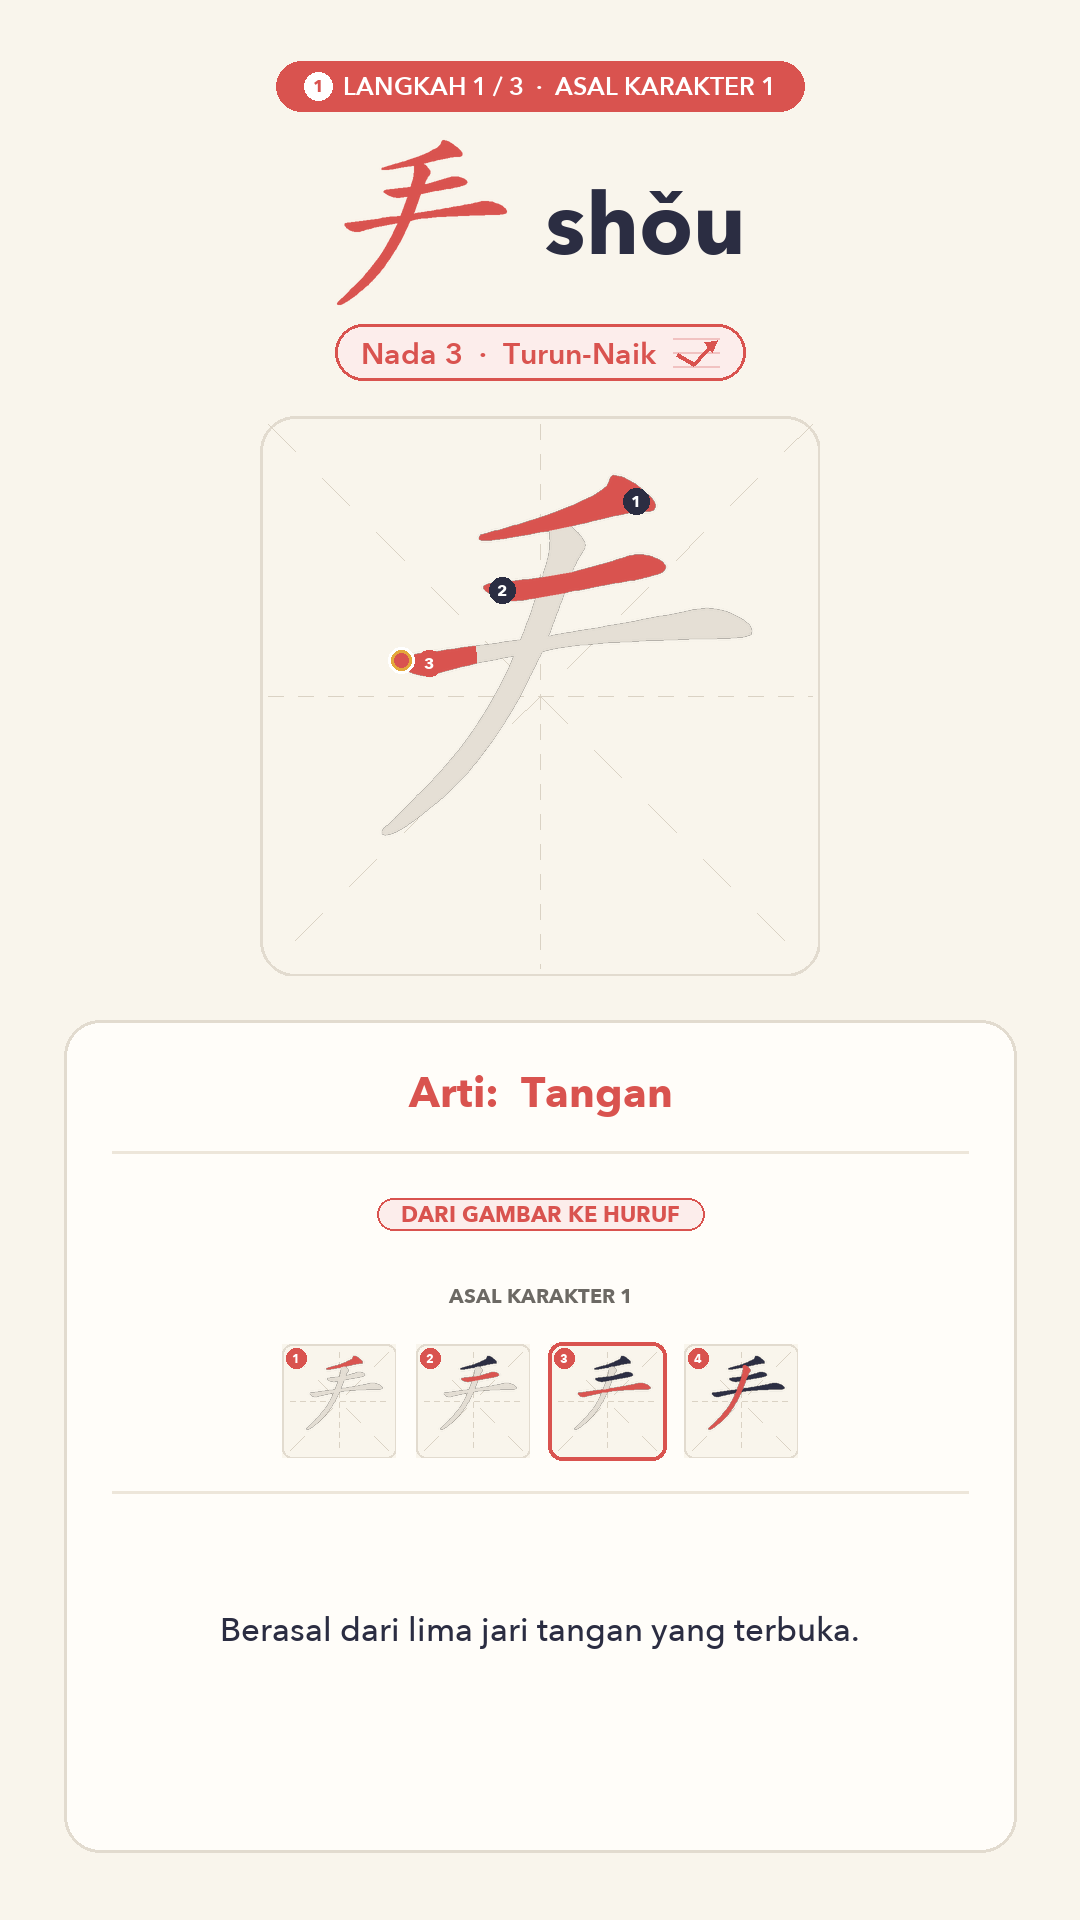 1 LANGKAH 1 / 3 · ASAL KARAKTER 1
龵 shǒu
Nada 3 · Turun-Naik
1
2
3
Arti: Tangan
DARI GAMBAR KE HURUF
ASAL KARAKTER 1
1 2 3 4
Berasal dari lima jari tangan yang terbuka.